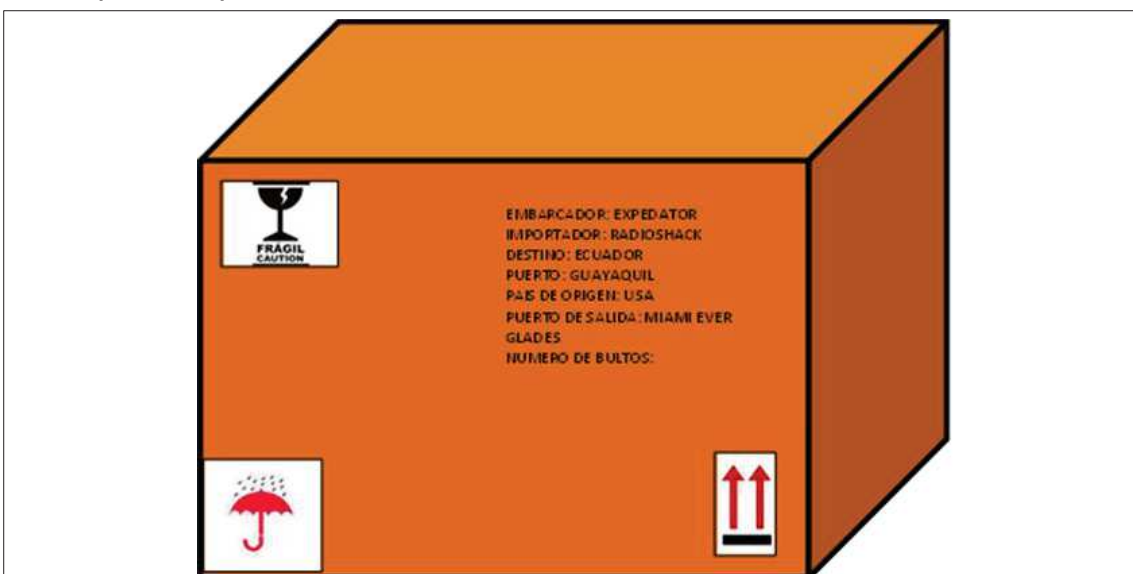 FRÁGIL
CAUTION
EMBARCADOR: EXPEDATOR
IMPORTADOR: RADIOSHACK
DESTINO: ECUADOR
PUERTO: GUAYAQUIL
PAIS DE ORIGEN: USA
PUERTO DE SALIDA: MIAMI EVER
GLADES
NUMERO DE BULTOS: